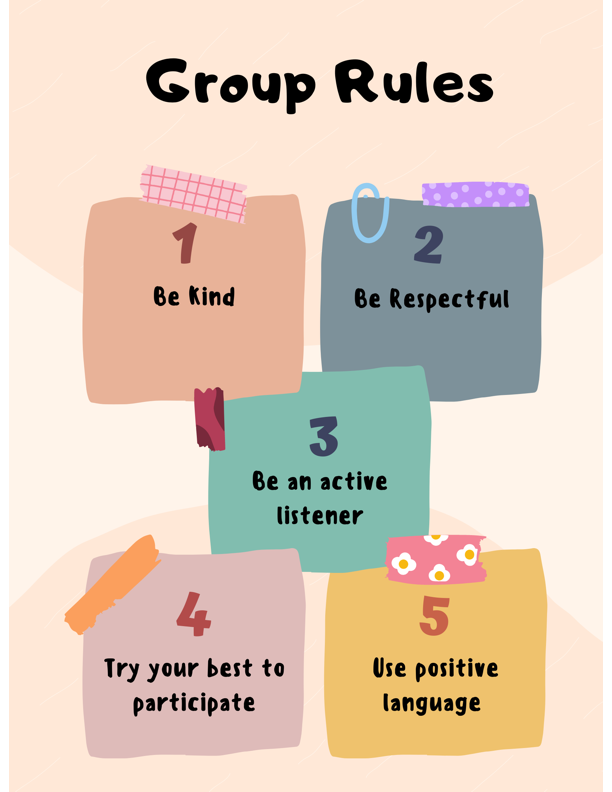 Group Rules
1
Be Kind
2
Be Respectful
3
Be an active
listener
4
Try your best to
participate
5
Use positive
language